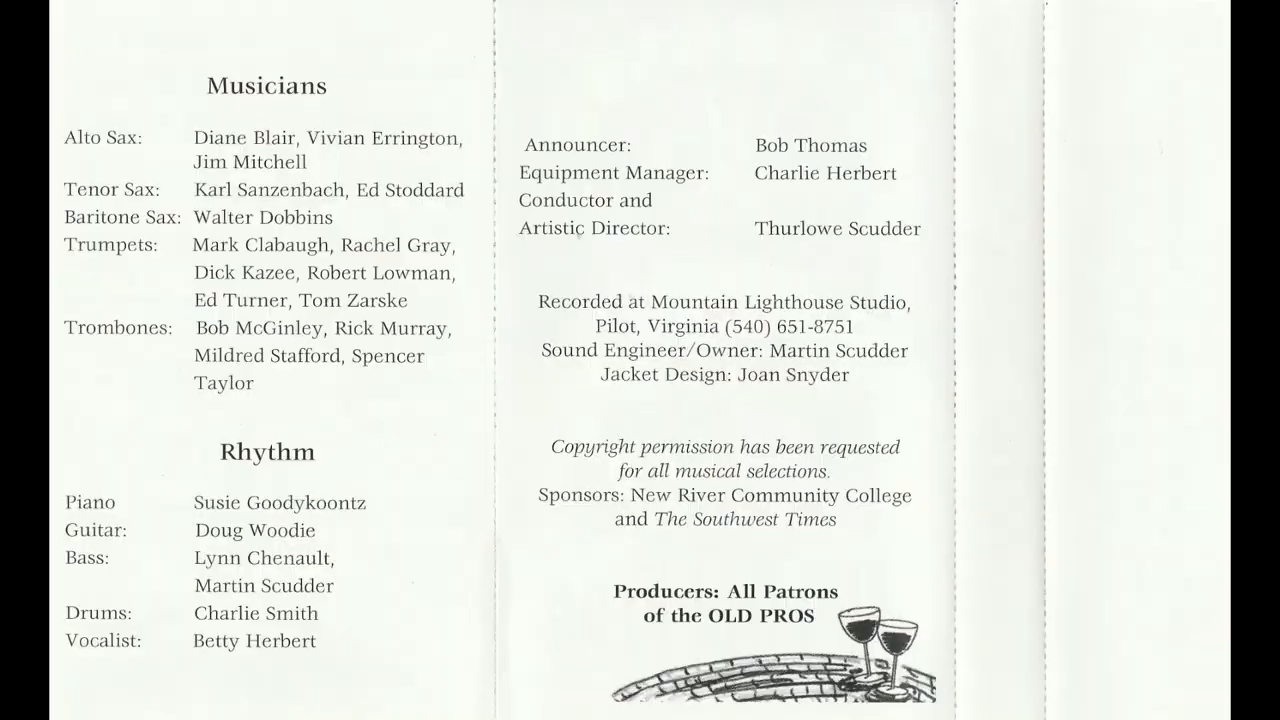 Musicians
Alto Sax: Diane Blair, Vivian Errington,
Jim Mitchell
Tenor Sax: Karl Sanzenbach, Ed Stoddard
Baritone Sax: Walter Dobbins
Trumpets: Mark Clabaugh, Rachel Gray,
Dick Kazee, Robert Lowman,
Ed Turner, Tom Zarske
Trombones: Bob McGinley, Rick Murray,
Mildred Stafford, Spencer
Taylor
Rhythm
Piano Susie Goodykoontz
Guitar: Doug Woodie
Bass: Lynn Chenault,
Martin Scudder
Drums: Charlie Smith
Vocalist: Betty Herbert
Announcer: Bob Thomas
Equipment Manager: Charlie Herbert
Conductor and
Artistic Director: Thurlowe Scudder
Recorded at Mountain Lighthouse Studio,
Pilot, Virginia (540) 651-8751
Sound Engineer/Owner: Martin Scudder
Jacket Design: Joan Snyder
Copyright permission has been requested
for all musical selections.
Sponsors: New River Community College
and The Southwest Times
Producers: All Patrons
of the OLD PROS